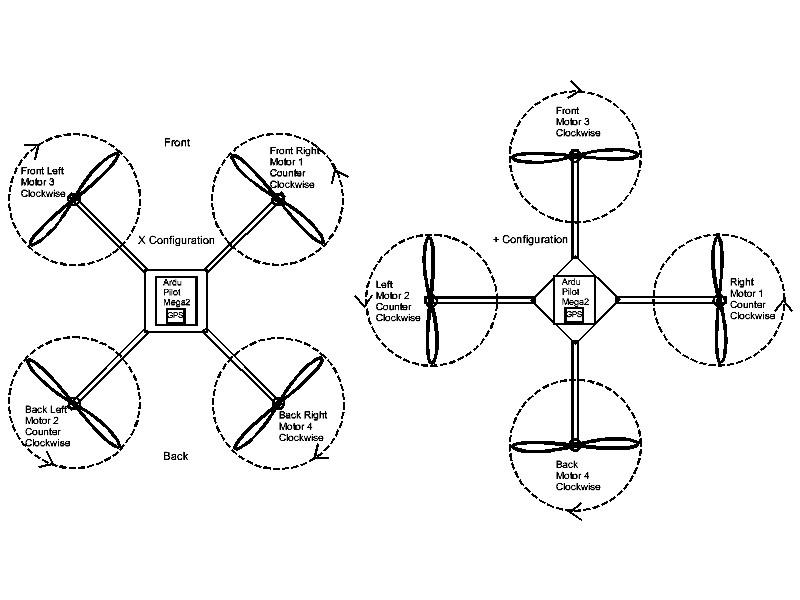 Front
Front Left
Motor 3
Clockwise
Front Right
Motor 1
Counter
Clockwise
X Configuration
Ardu
Pilot
Mega2
GPS
Back Left
Motor 2
Counter
Clockwise
Back Right
Motor 4
Clockwise
Back
Front
Motor 3
Clockwise
+ Configuration
Left
Motor 2
Counter
Clockwise
Ardu
Pilot
Mega2
GPS
Right
Motor 1
Counter
Clockwise
Back
Motor 4
Clockwise